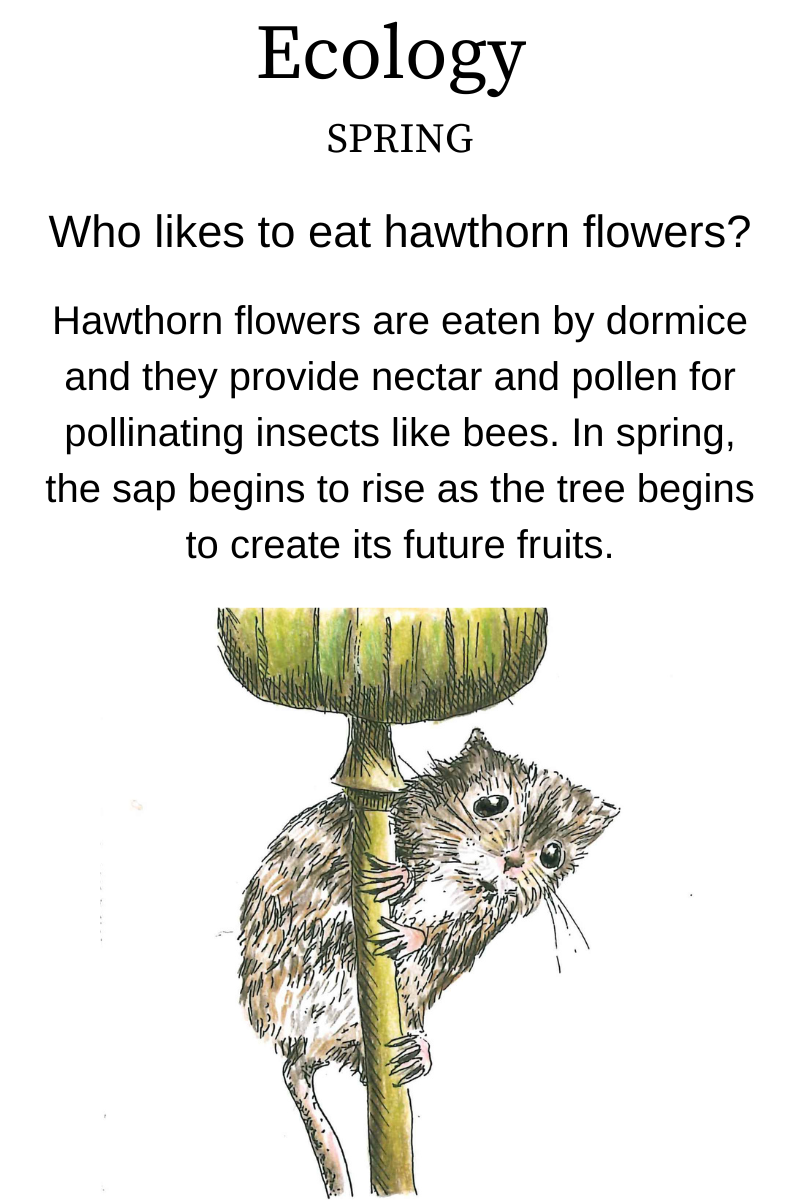 Ecology
SPRING
Who likes to eat hawthorn flowers?
Hawthorn flowers are eaten by dormice
and they provide nectar and pollen for
pollinating insects like bees. In spring,
the sap begins to rise as the tree begins
to create its future fruits.